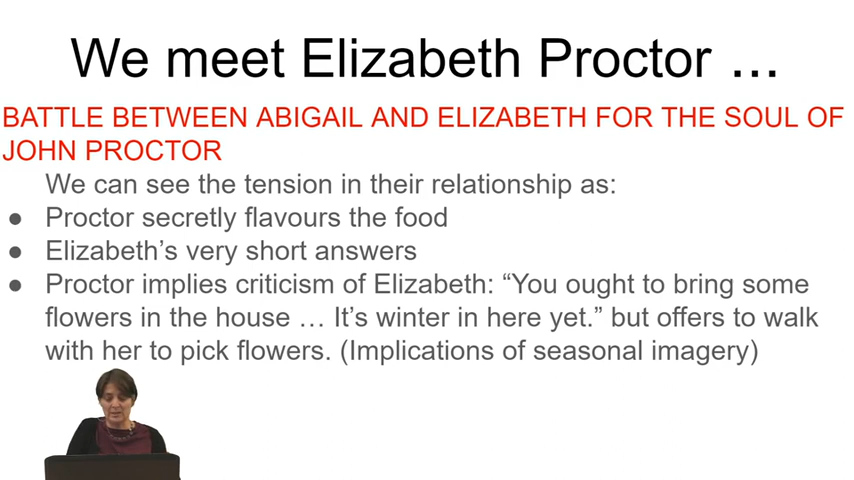 We meet Elizabeth Proctor ...
BATTLE BETWEEN ABIGAIL AND ELIZABETH FOR THE SOUL OF
JOHN PROCTOR
We can see the tension in their relationship as:
● Proctor secretly flavours the food
● Elizabeth’s very short answers
● Proctor implies criticism of Elizabeth: “You ought to bring some
flowers in the house ... It’s winter in here yet.” but offers to walk
with her to pick flowers. (Implications of seasonal imagery)